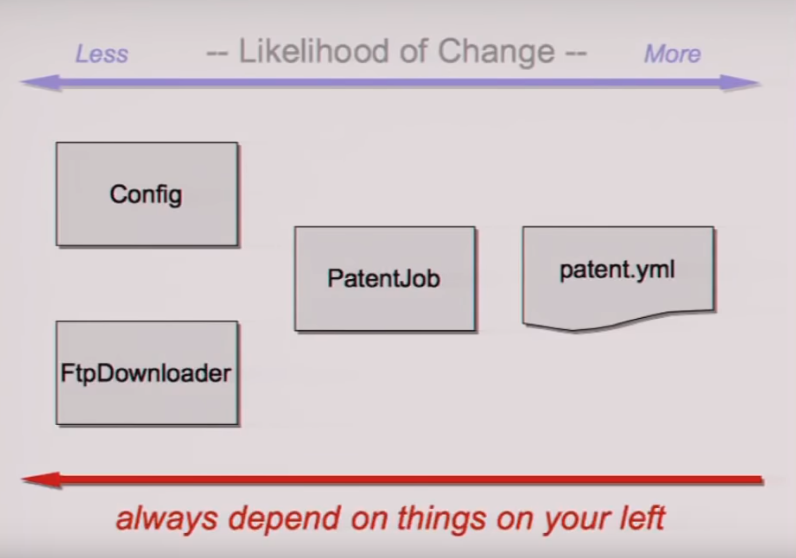 Less -- Likelihood of Change -- More
Config
PatentJob
patent.yml
FtpDownloader
always depend on things on your left